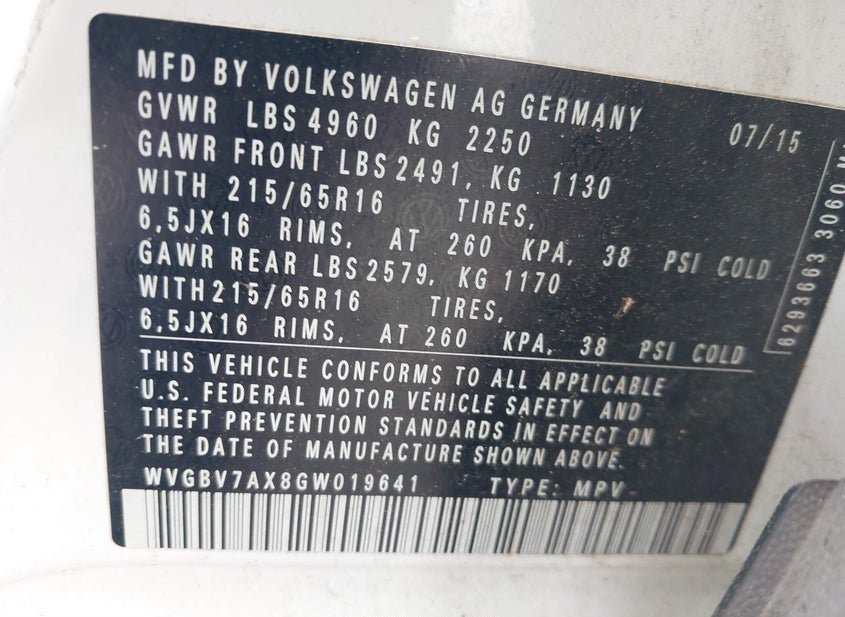 MFD BY VOLKSWAGEN AG GERMANY
GVWR LBS 4960 KG 2250 07/15
GAWR FRONT LBS 2491, KG 1130
WITH 215/65R16 TIRES,
6,5JX16 RIMS, AT 260 KPA, 38 PSI COLD
GAWR REAR LBS 2579, KG 1170
WITH 215/65R16 TIRES,
6,5JX16 RIMS, AT 260 KPA, 38 PSI COLD
THIS VEHICLE CONFORMS TO ALL APPLICABLE
U.S. FEDERAL MOTOR VEHICLE SAFETY AND
THEFT PREVENTION STANDARDS IN EFFECT ON
THE DATE OF MANUFACTURE SHOWN ABOVE.
WVGBV7AX8GW019641 TYPE: MPV
6293663 3060